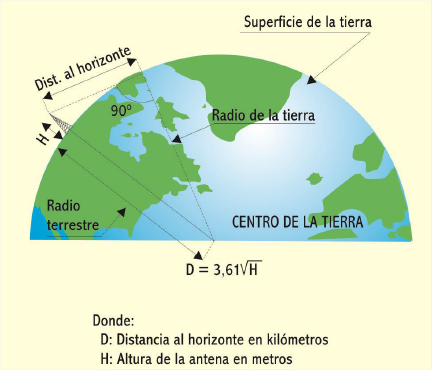 Superficie de la tierra
Dist. al horizonte
90º
Radio de la tierra
H
Radio
terrestre
CENTRO DE LA TIERRA
D = 3,61√H
Donde:
D: Distancia al horizonte en kilómetros
H: Altura de la antena en metros